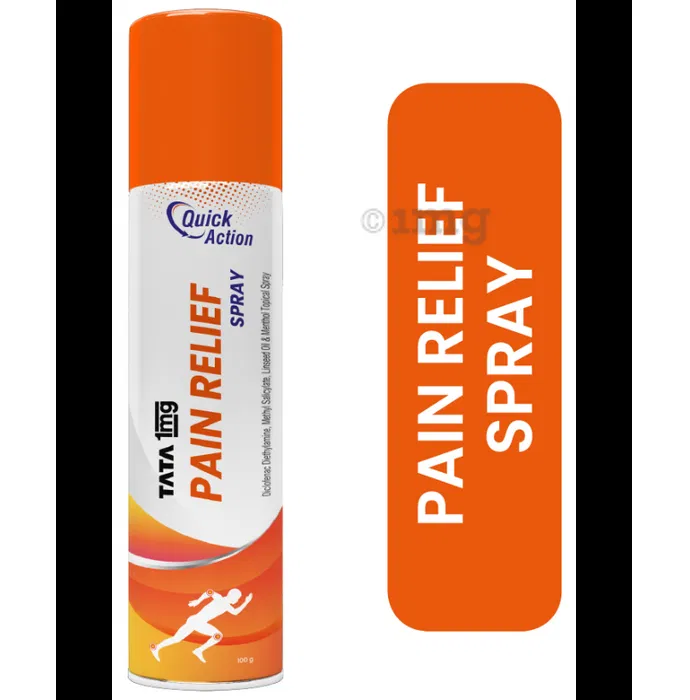 Quick
Action
TATA 1mg
PAIN RELIEF
SPRAY
Diclofenac Diethylamine, Methyl Salicylate, Linseed Oil & Menthol Topical Spray
100 g
© 1mg
PAIN RELIEF
SPRAY